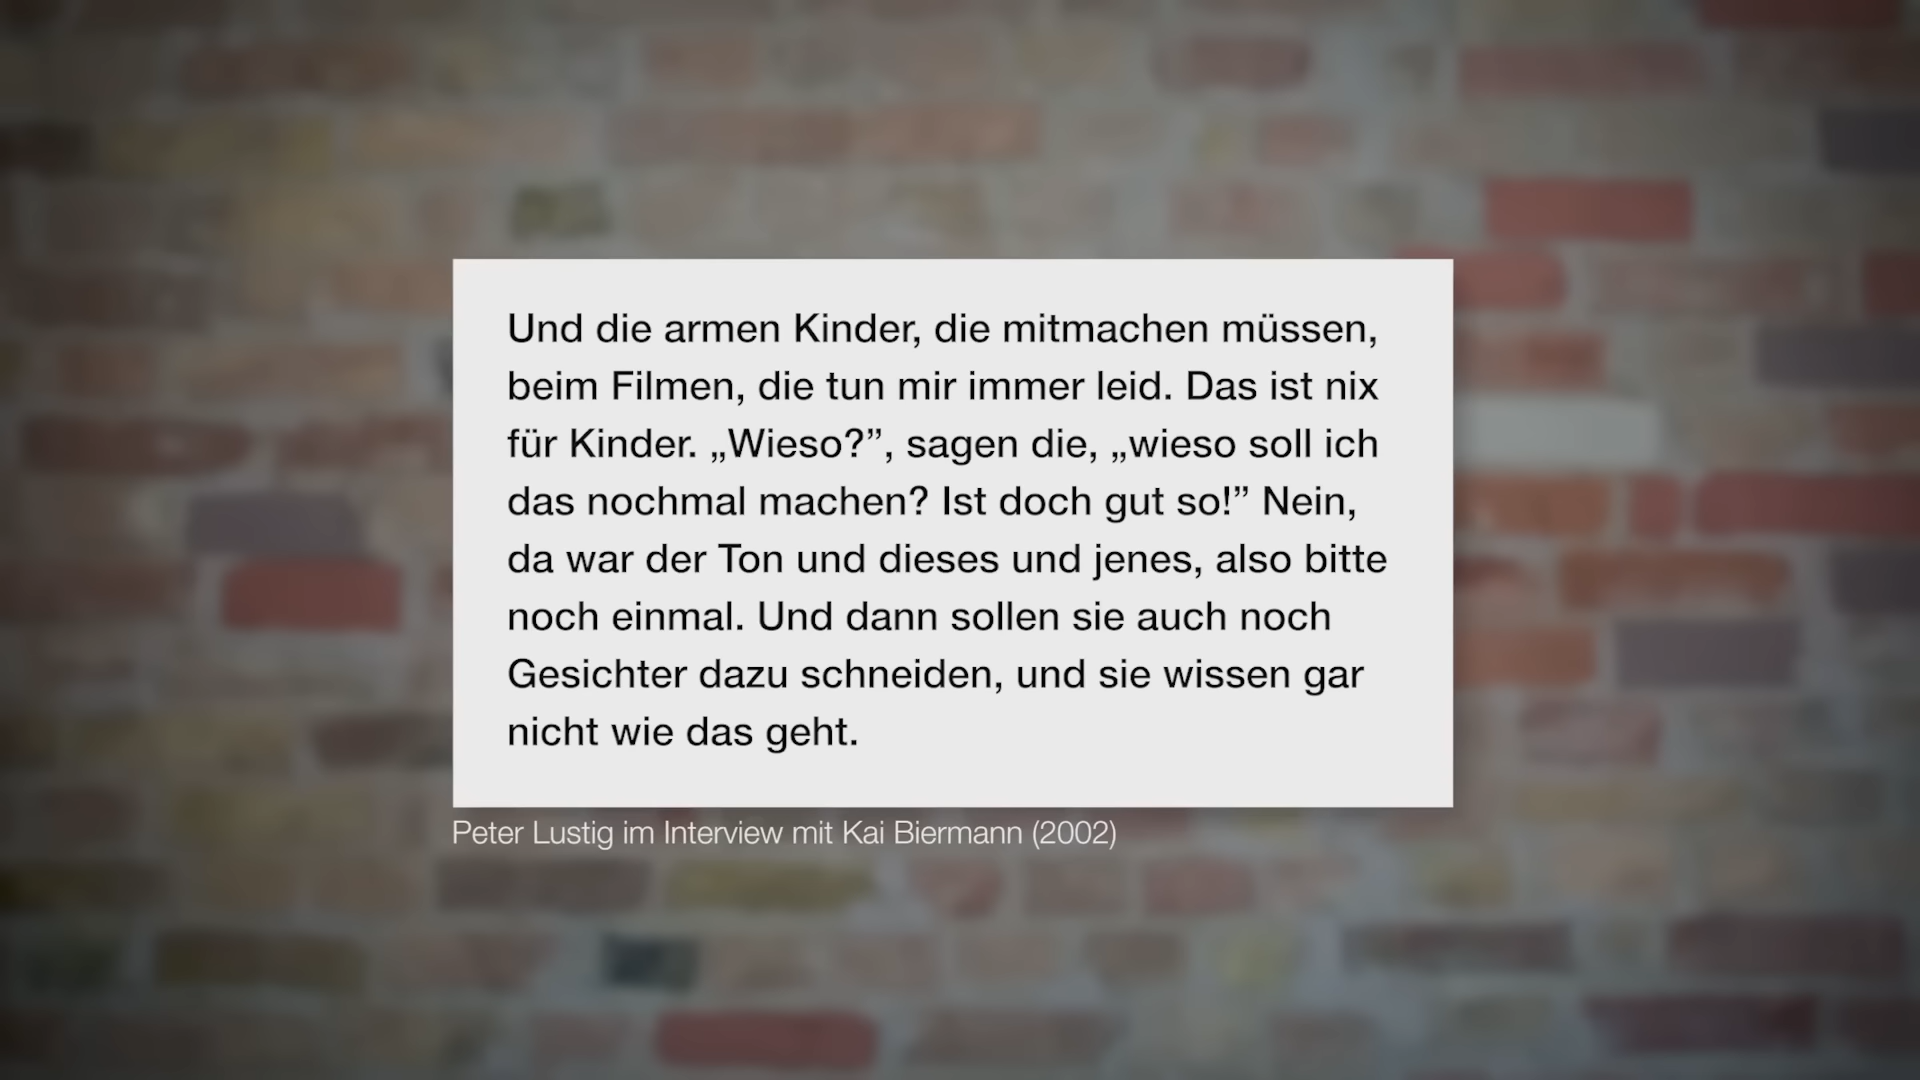 Und die armen Kinder, die mitmachen müssen,
beim Filmen, die tun mir immer leid. Das ist nix
für Kinder. „Wieso?”, sagen die, „wieso soll ich
das nochmal machen? Ist doch gut so!” Nein,
da war der Ton und dieses und jenes, also bitte
noch einmal. Und dann sollen sie auch noch
Gesichter dazu schneiden, und sie wissen gar
nicht wie das geht.
Peter Lustig im Interview mit Kai Biermann (2002)